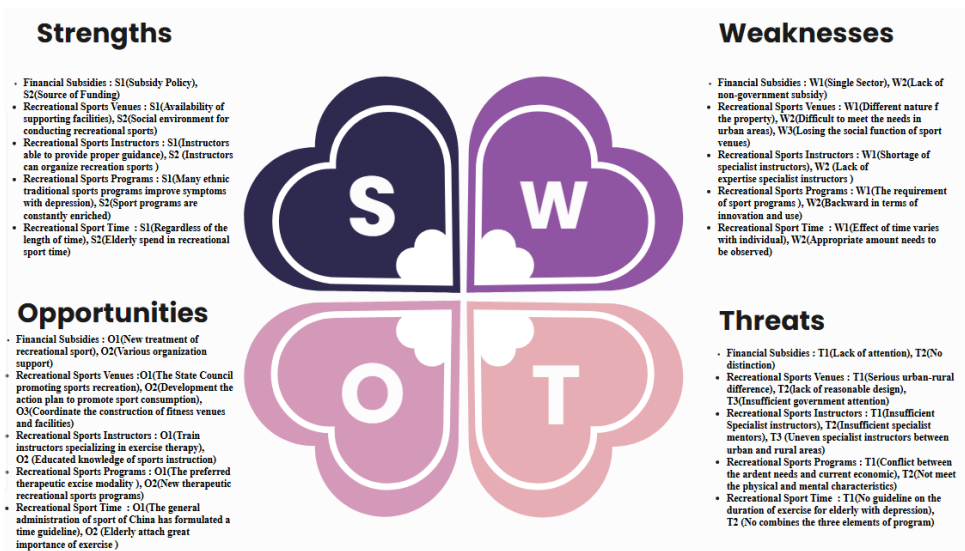 Strengths
• Financial Subsidies : S1(Subsidy Policy),
S2(Source of Funding)
• Recreational Sports Venues : S1(Availability of
supporting facilities), S2(Social environment for
conducting recreational sports)
• Recreational Sports Instructors : S1(Instructors
able to provide proper guidance), S2 (Instructors
can organize recreation sports )
• Recreational Sports Programs : S1(Many ethnic
traditional sports programs improve symptoms
with depression), S2(Sport programs are
constantly enriched)
• Recreational Sport Time : S1(Regardless of the
length of time), S2(Elderly spend in recreational
sport time)
Weaknesses
• Financial Subsidies : W1(Single Sector), W2(Lack of
non-government subsidy)
• Recreational Sports Venues : W1(Different nature f
the property), W2(Difficult to meet the needs in
urban areas), W3(Losing the social function of sport
venues)
• Recreational Sports Instructors : W1(Shortage of
specialist instructors), W2 (Lack of
expertise specialist instructors )
• Recreational Sports Programs : W1(The requirement
of sport programs ), W2(Backward in terms of
innovation and use)
• Recreational Sport Time : W1(Effect of time varies
with individual), W2(Appropriate amount needs to
be observed)
S
W
O
T
Opportunities
• Financial Subsidies : O1(New treatment of
recreational sport), O2(Various organization
support)
• Recreational Sports Venues :O1(The State Council
promoting sports recreation), O2(Development the
action plan to promote sport consumption),
O3(Coordinate the construction of fitness venues
and facilities)
• Recreational Sports Instructors : O1(Train
instructors specializing in exercise therapy),
O2 (Educated knowledge of sports instruction)
• Recreational Sports Programs : O1(The preferred
therapeutic excise modality ), O2(New therapeutic
recreational sports programs)
• Recreational Sport Time : O1(The general
administration of sport of China has formulated a
time guideline), O2 (Elderly attach great
importance of exercise )
Threats
• Financial Subsidies : T1(Lack of attention), T2(No
distinction)
• Recreational Sports Venues : T1(Serious urban-rural
difference), T2(lack of reasonable design),
T3(Insufficient government attention)
• Recreational Sports Instructors : T1(Insufficient
Specialist instructors), T2(Insufficient specialist
mentors), T3 (Uneven specialist instructors between
urban and rural areas)
• Recreational Sports Programs : T1(Conflict between
the ardent needs and current economic), T2(Not meet
the physical and mental characteristics)
• Recreational Sport Time : T1(No guideline on the
duration of exercise for elderly with depression),
T2 (No combines the three elements of program)